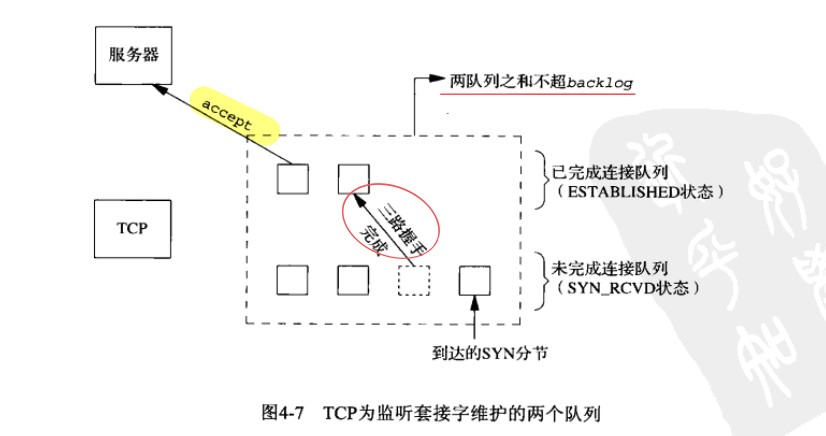 服务器
accept
两队列之和不超backlog
已完成连接队列
（ESTABLISHED状态）
TCP
三路握手
完成
未完成连接队列
（SYN_RCVD状态）
到达的SYN分节
图4-7 TCP为监听套接字维护的两个队列